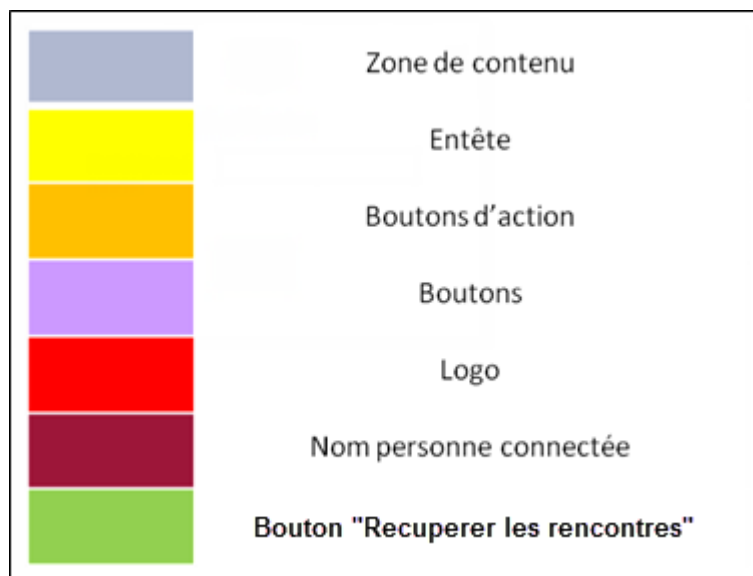 Zone de contenu
Entête
Boutons d’action
Boutons
Logo
Nom personne connectée
Bouton "Recuperer les rencontres"